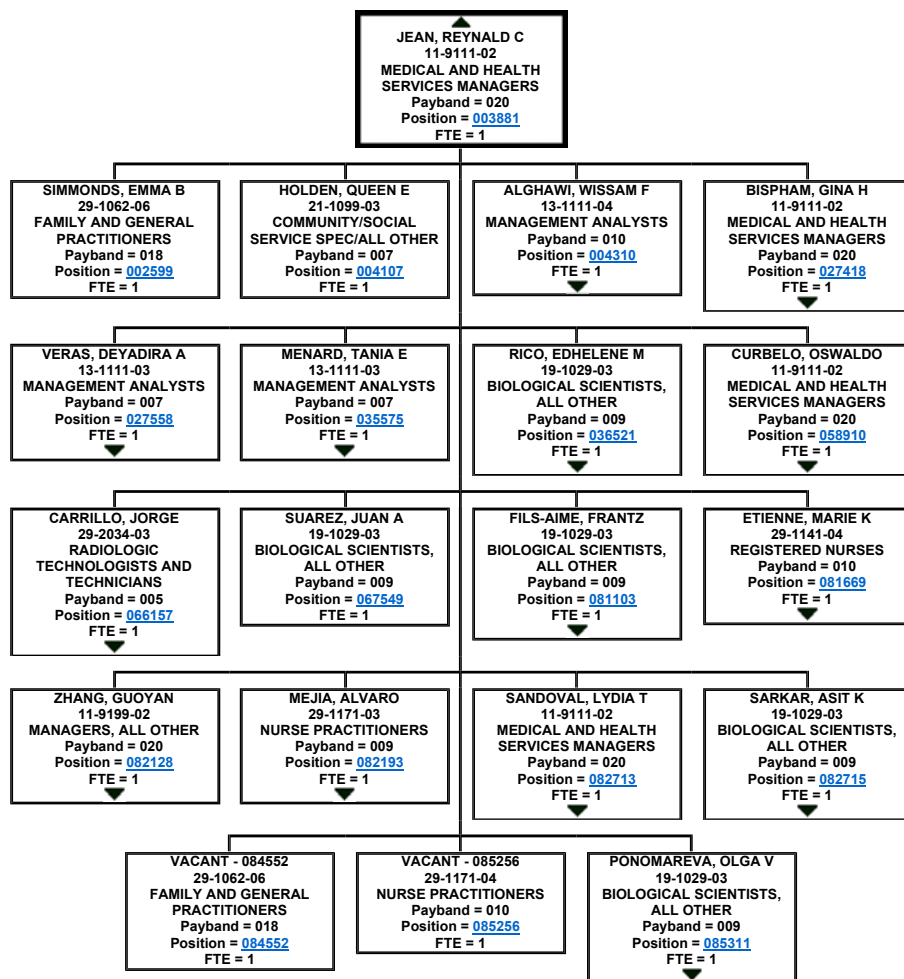 JEAN, REYNALD C
11-9111-02
MEDICAL AND HEALTH
SERVICES MANAGERS
Payband = 020
Position = 003881
FTE = 1
SIMMONDS, EMMA B
29-1062-06
FAMILY AND GENERAL
PRACTITIONERS
Payband = 018
Position = 002599
FTE = 1
HOLDEN, QUEEN E
21-1099-03
COMMUNITY/SOCIAL
SERVICE SPEC/ALL OTHER
Payband = 007
Position = 004107
FTE = 1
ALGHAWI, WISSAM F
13-1111-04
MANAGEMENT ANALYSTS
Payband = 010
Position = 004310
FTE = 1
BISPHAM, GINA H
11-9111-02
MEDICAL AND HEALTH
SERVICES MANAGERS
Payband = 020
Position = 027418
FTE = 1
VERAS, DEYADIRA A
13-1111-03
MANAGEMENT ANALYSTS
Payband = 007
Position = 027558
FTE = 1
MENARD, TANIA E
13-1111-03
MANAGEMENT ANALYSTS
Payband = 007
Position = 035575
FTE = 1
RICO, EDHELENE M
19-1029-03
BIOLOGICAL SCIENTISTS,
ALL OTHER
Payband = 009
Position = 036521
FTE = 1
CURBELO, OSWALDO
11-9111-02
MEDICAL AND HEALTH
SERVICES MANAGERS
Payband = 020
Position = 058910
FTE = 1
CARRILLO, JORGE
29-2034-03
RADIOLOGIC
TECHNOLOGISTS AND
TECHNICIANS
Payband = 005
Position = 066157
FTE = 1
SUAREZ, JUAN A
19-1029-03
BIOLOGICAL SCIENTISTS,
ALL OTHER
Payband = 009
Position = 067549
FTE = 1
FILS-AIME, FRANTZ
19-1029-03
BIOLOGICAL SCIENTISTS,
ALL OTHER
Payband = 009
Position = 081103
FTE = 1
ETIENNE, MARIE K
29-1141-04
REGISTERED NURSES
Payband = 010
Position = 081669
FTE = 1
ZHANG, GUOYAN
11-9199-02
MANAGERS, ALL OTHER
Payband = 020
Position = 082128
FTE = 1
MEJIA, ALVARO
29-1171-03
NURSE PRACTITIONERS
Payband = 009
Position = 082193
FTE = 1
SANDOVAL, LYDIA T
11-9111-02
MEDICAL AND HEALTH
SERVICES MANAGERS
Payband = 020
Position = 082713
FTE = 1
SARKAR, ASIT K
19-1029-03
BIOLOGICAL SCIENTISTS,
ALL OTHER
Payband = 009
Position = 082715
FTE = 1
VACANT - 084552
29-1062-06
FAMILY AND GENERAL
PRACTITIONERS
Payband = 018
Position = 084552
FTE = 1
VACANT - 085256
29-1171-04
NURSE PRACTITIONERS
Payband = 010
Position = 085256
FTE = 1
PONOMAREVA, OLGA V
19-1029-03
BIOLOGICAL SCIENTISTS,
ALL OTHER
Payband = 009
Position = 085311
FTE = 1